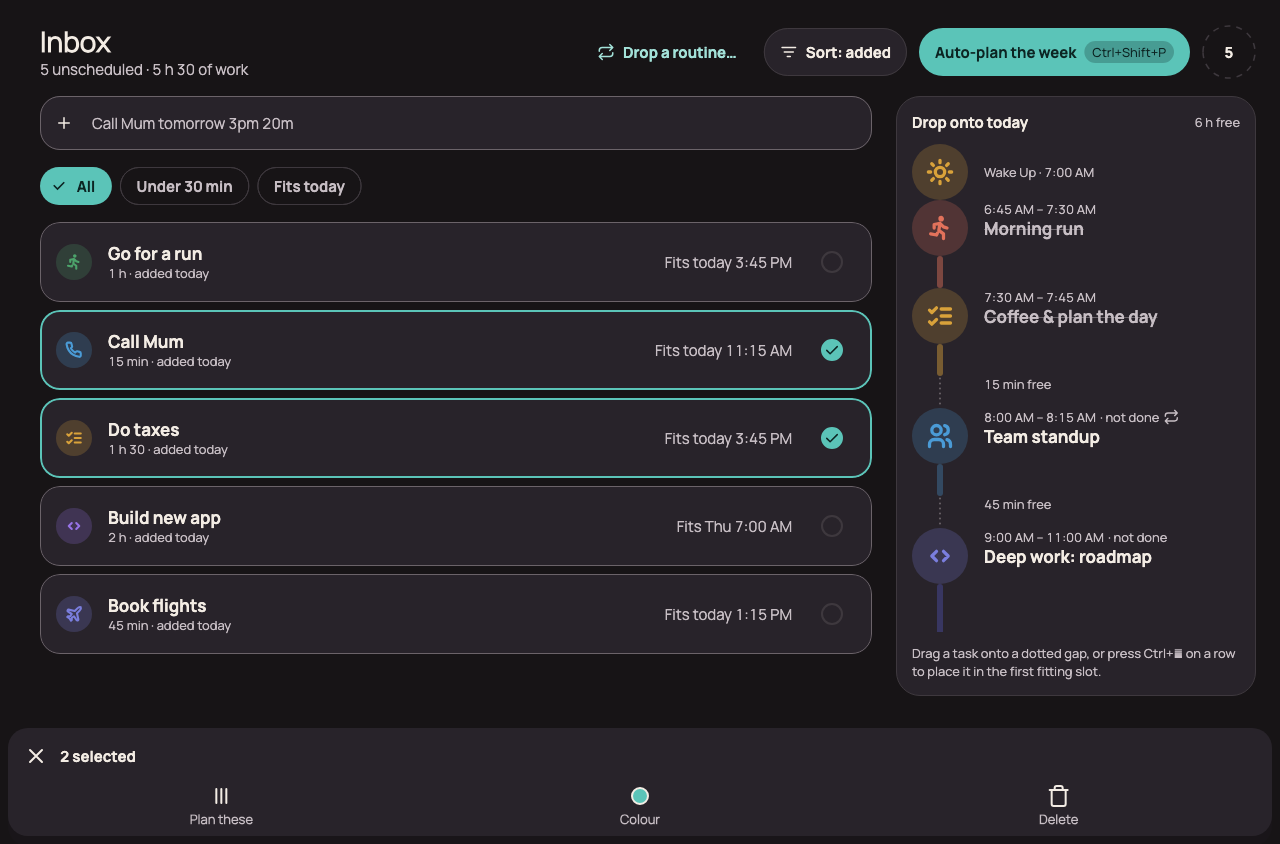 Inbox
5 unscheduled · 5 h 30 of work
Drop a routine…
Sort: added
Auto-plan the week Ctrl+Shift+P
5
Call Mum tomorrow 3pm 20m
All
Under 30 min
Fits today
Go for a run
1 h · added today
Fits today 3:45 PM
Call Mum
15 min · added today
Fits today 11:15 AM
Do taxes
1 h 30 · added today
Fits today 3:45 PM
Build new app
2 h · added today
Fits Thu 7:00 AM
Book flights
45 min · added today
Fits today 1:15 PM
Drop onto today
6 h free
Wake Up · 7:00 AM
6:45 AM – 7:30 AM
Morning run
7:30 AM – 7:45 AM
Coffee & plan the day
15 min free
8:00 AM – 8:15 AM · not done
Team standup
45 min free
9:00 AM – 11:00 AM · not done
Deep work: roadmap
Drag a task onto a dotted gap, or press Ctrl+ on a row
to place it in the first fitting slot.
2 selected
Plan these
Colour
Delete